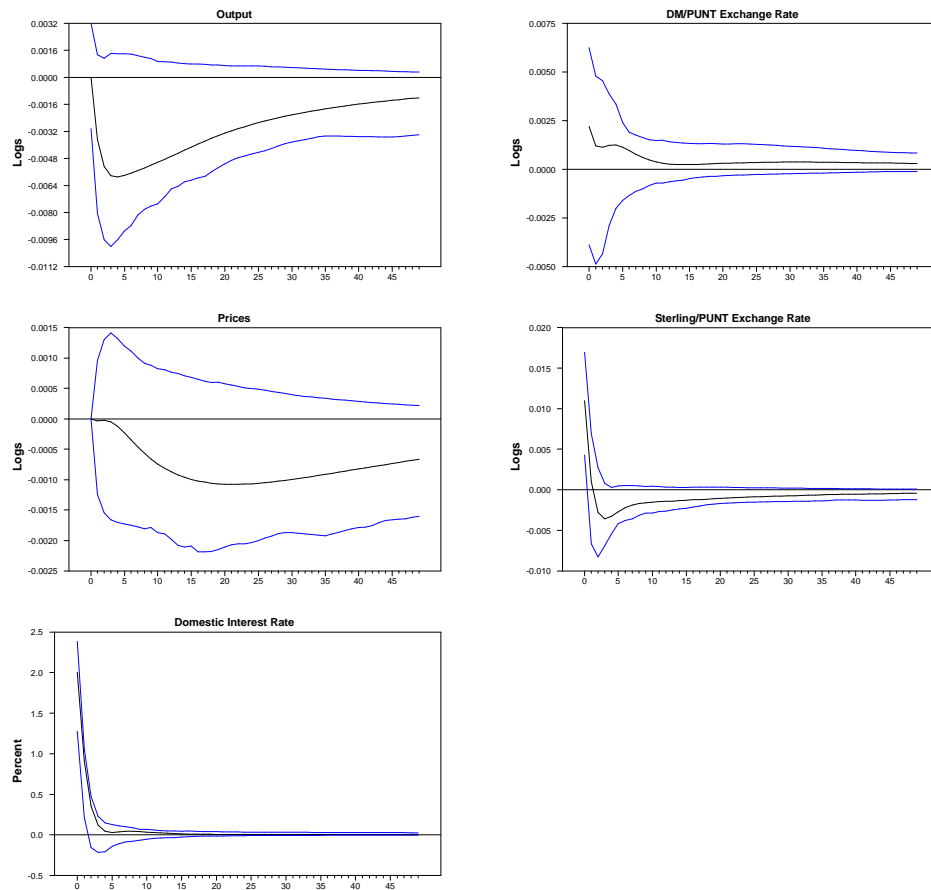 Output
Logs
0.0032
0.0016
0.0000
-0.0016
-0.0032
-0.0048
-0.0064
-0.0080
-0.0096
-0.0112
0 5 10 15 20 25 30 35 40 45
DM/PUNT Exchange Rate
Logs
0.0075
0.0050
0.0025
0.0000
-0.0025
-0.0050
0 5 10 15 20 25 30 35 40 45
Prices
Logs
0.0015
0.0010
0.0005
0.0000
-0.0005
-0.0010
-0.0015
-0.0020
-0.0025
0 5 10 15 20 25 30 35 40 45
Sterling/PUNT Exchange Rate
Logs
0.020
0.015
0.010
0.005
0.000
-0.005
-0.010
0 5 10 15 20 25 30 35 40 45
Domestic Interest Rate
Percent
2.5
2.0
1.5
1.0
0.5
0.0
-0.5
0 5 10 15 20 25 30 35 40 45